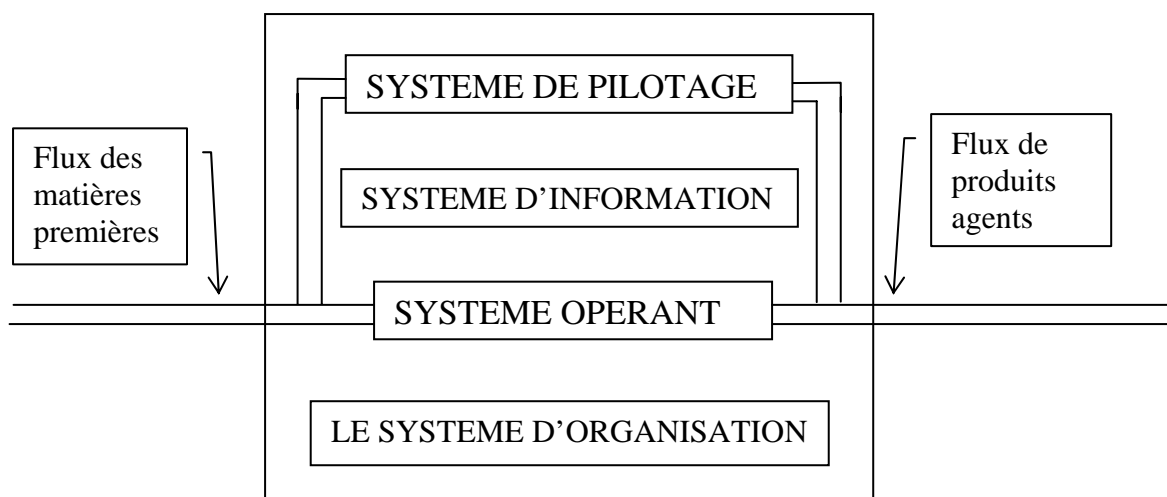 SYSTEME DE PILOTAGE
Flux des
matières
premières
SYSTEME D’INFORMATION
Flux de
produits
agents
SYSTEME OPERANT
LE SYSTEME D’ORGANISATION